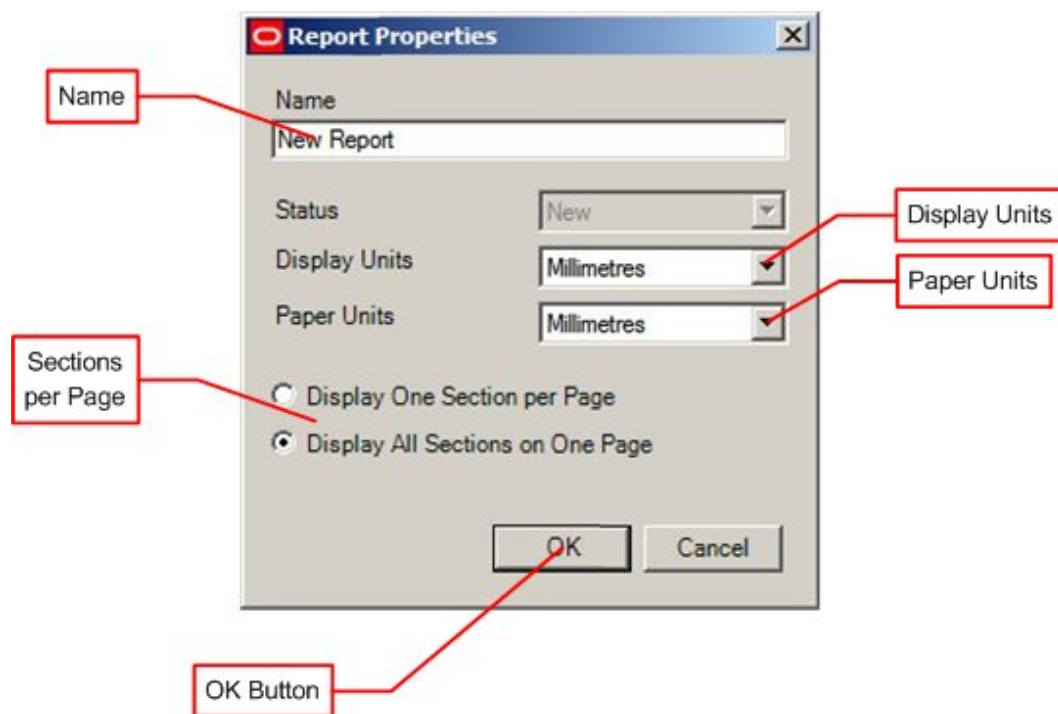 Report Properties
Name
Name
New Report
Status
New
Display Units
Display Units
Millimetres
Paper Units
Paper Units
Millimetres
Sections
per Page
Display One Section per Page
Display All Sections on One Page
OK
Cancel
OK Button